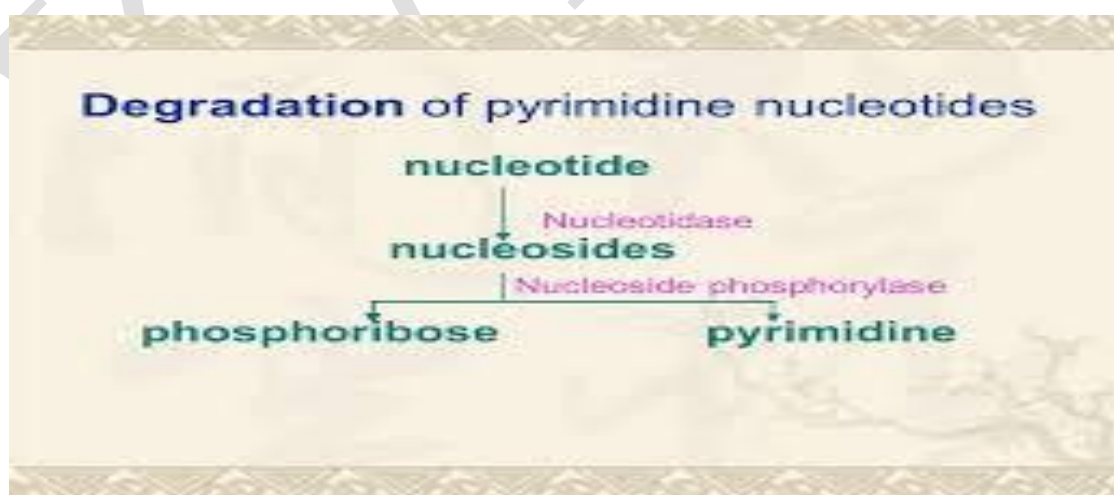 Degradation of pyrimidine nucleotides
nucleotide
Nucleotidase
nucleosides
Nucleoside phosphorylase
phosphoribose pyrimidine